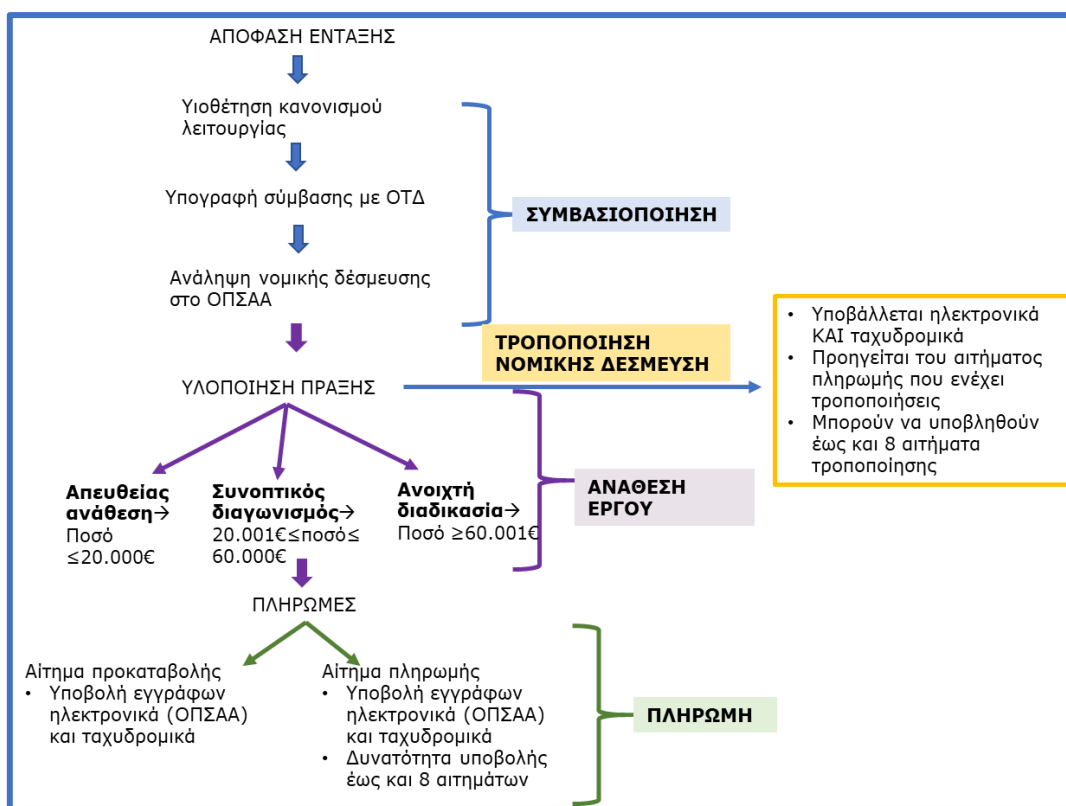 ΑΠΟΦΑΣΗ ΕΝΤΑΞΗΣ
Υιοθέτηση κανονισμού
λειτουργίας
Υπογραφή σύμβασης με ΟΤΔ
ΣΥΜΒΑΣΙΟΠΟΙΗΣΗ
Ανάληψη νομικής δέσμευσης
στο ΟΠΣΑΑ
ΤΡΟΠΟΠΟΙΗΣΗ
ΝΟΜΙΚΗΣ ΔΕΣΜΕΥΣΗ
• Υποβάλλεται ηλεκτρονικά
ΚΑΙ ταχυδρομικά
• Προηγείται του αιτήματος
πληρωμής που ενέχει
τροποποιήσεις
• Μπορούν να υποβληθούν
έως και 8 αιτήματα
τροποποίησης
ΥΛΟΠΟΙΗΣΗ ΠΡΑΞΗΣ
Απευθείας
ανάθεση→
Ποσό
≤20.000€
Συνοπτικός
διαγωνισμός→
20.001€≤ποσό≤
60.000€
Ανοιχτή
διαδικασία→
Ποσό ≥60.001€
ΑΝΑΘΕΣΗ
ΕΡΓΟΥ
ΠΛΗΡΩΜΕΣ
Αίτημα προκαταβολής
• Υποβολή εγγράφων
ηλεκτρονικά (ΟΠΣΑΑ)
και ταχυδρομικά
Αίτημα πληρωμής
• Υποβολή εγγράφων
ηλεκτρονικά (ΟΠΣΑΑ)
και ταχυδρομικά
• Δυνατότητα υποβολής
έως και 8 αιτημάτων
ΠΛΗΡΩΜΗ